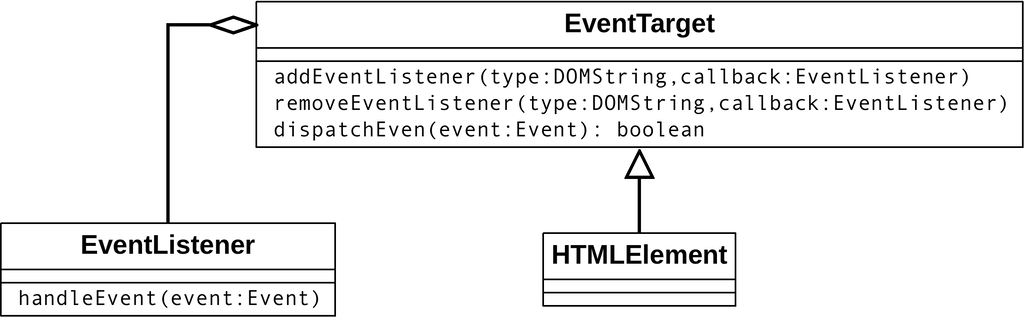 EventTarget
addEventListener(type:DOMString,callback:EventListener)
removeEventListener(type:DOMString,callback:EventListener)
dispatchEven(event:Event): boolean
EventListener
handleEvent(event:Event)
HTMLElement